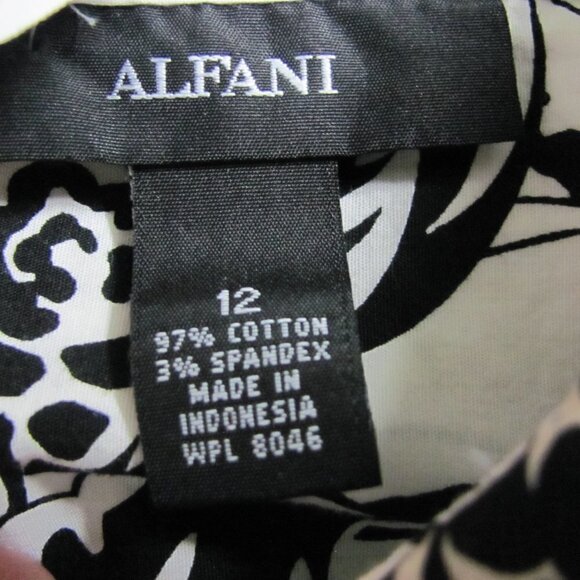 ALFANI
12
97% COTTON
3% SPANDEX
MADE IN
INDONESIA
WPL 8046